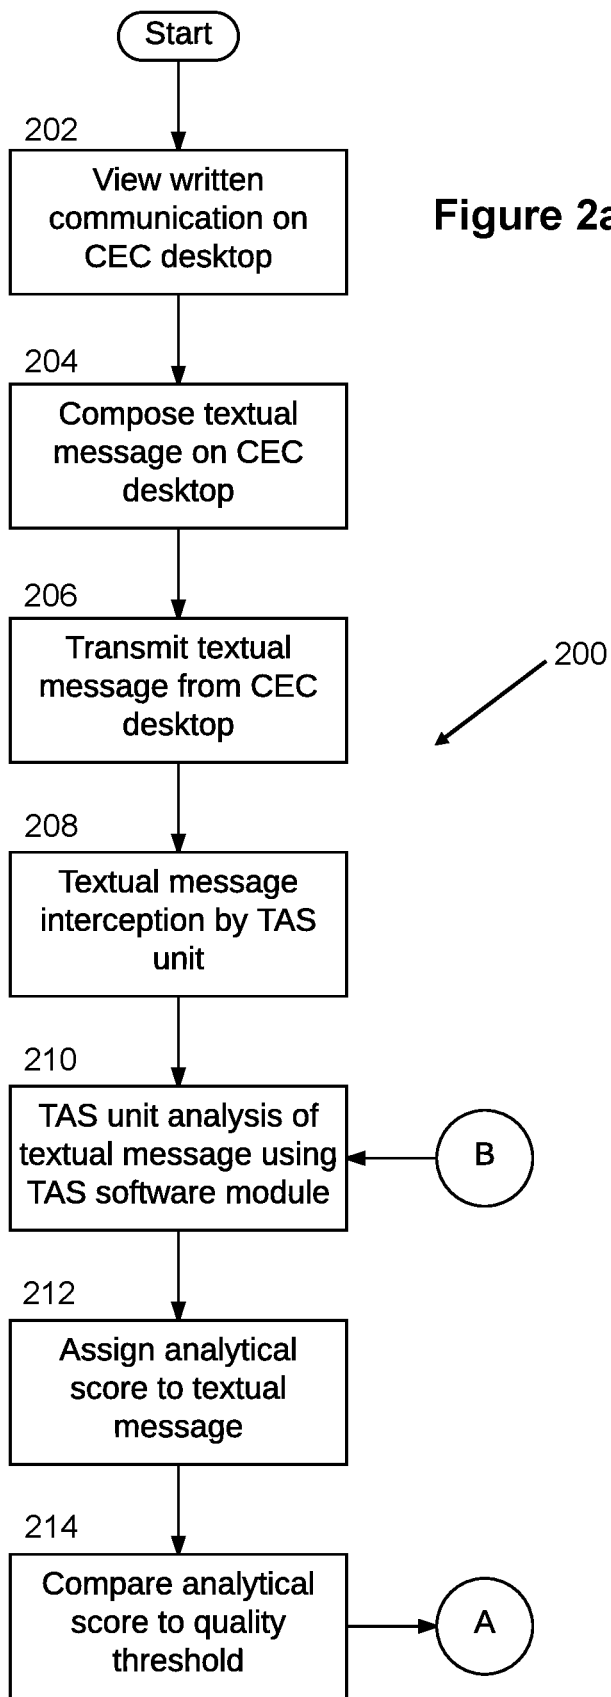 Start
202
View written
communication on
CEC desktop
Figure 2a
204
Compose textual
message on CEC
desktop
206
Transmit textual
message from CEC
desktop
200
208
Textual message
interception by TAS
unit
210
TAS unit analysis of
textual message using
TAS software module
B
212
Assign analytical
score to textual
message
214
Compare analytical
score to quality
threshold
A